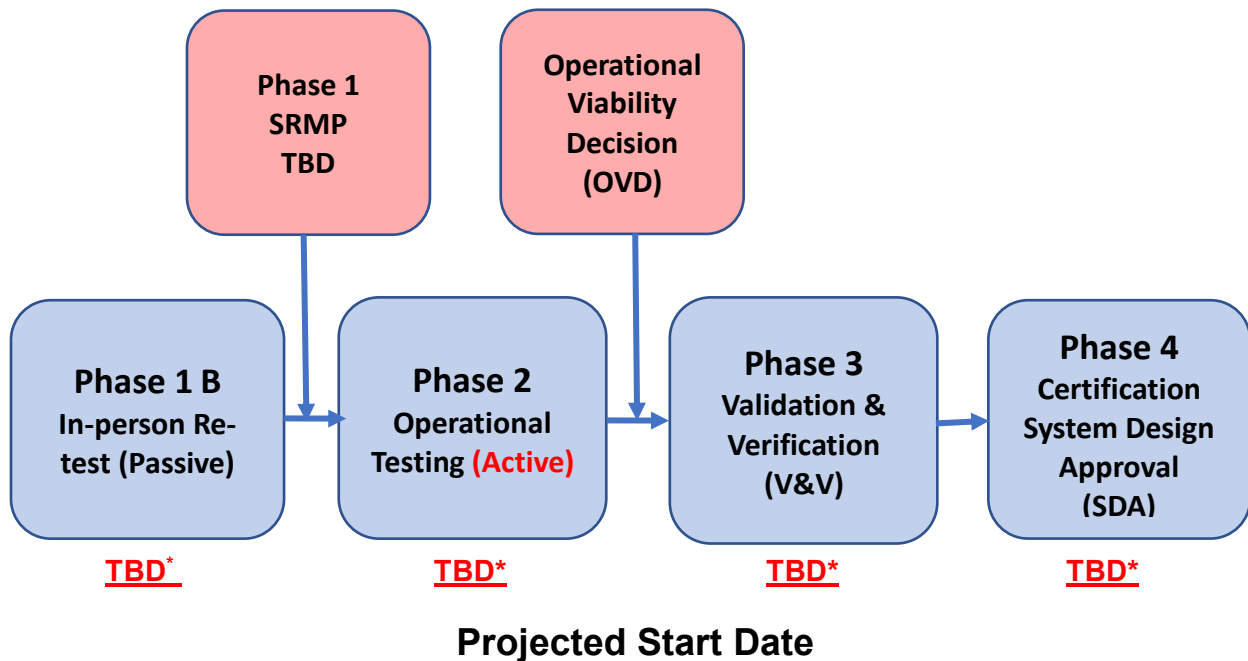 Phase 1
SRMP
TBD
Operational
Viability
Decision
(OVD)
Phase 1 B
In-person Re-
test (Passive)
Phase 2
Operational
Testing (Active)
Phase 3
Validation &
Verification
(V&V)
Phase 4
Certification
System Design
Approval
(SDA)
TBD*
TBD*
TBD*
TBD*
Projected Start Date